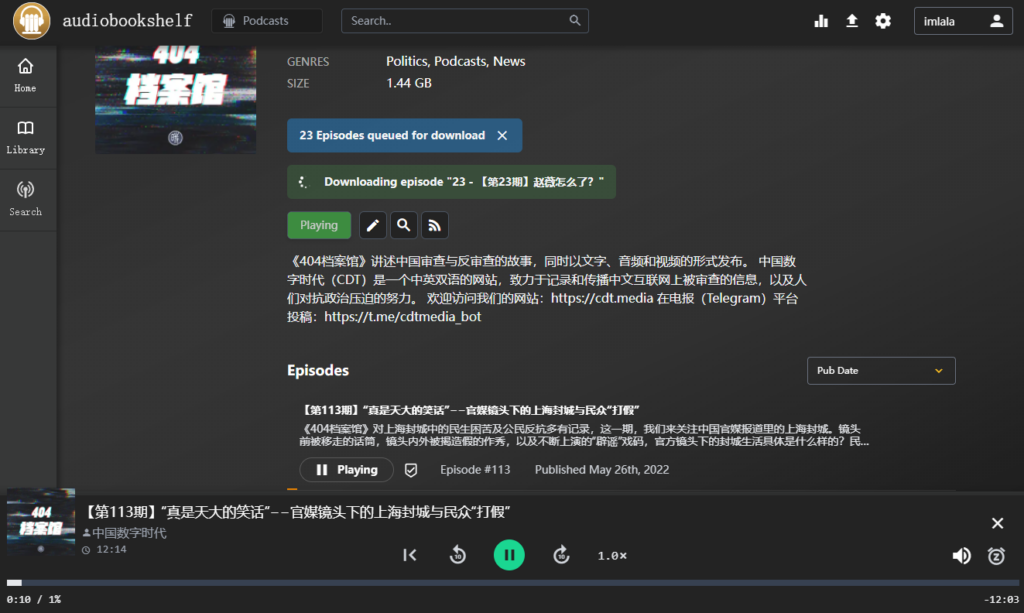 audiobookshelf
Podcasts
Search..
imlala
Home
Library
Search
404
档案馆
GENRES Politics, Podcasts, News
SIZE 1.44 GB
23 Episodes queued for download
Downloading episode "23 - 【第23期】赵薇怎么了？"
Playing
《404档案馆》讲述中国审查与反审查的故事，同时以文字、音频和视频的形式发布。 中国数
字时代（CDT）是一个中英双语的网站，致力于记录和传播中文互联网上被审查的信息，以及人
们对抗政治压迫的努力。 欢迎访问我们的网站：https://cdt.media 在电报（Telegram）平台
投稿：https://t.me/cdtmedia_bot
Episodes
Pub Date
【第113期】“真是天大的笑话”——官媒镜头下的上海封城与民众“打假”
《404档案馆》对上海封城中的民生困苦及公民反抗多有记录，这一期，我们来关注中国官媒报道里的上海封城。镜头
前被移走的话筒，镜头内外被揭造假的作秀，以及不断上演的“辟谣”戏码，官方镜头下的封城生活具体是什么样的？民...
Playing Episode #113 Published May 26th, 2022
404
档案馆
【第113期】“真是天大的笑话”——官媒镜头下的上海封城与民众“打假”
中国数字时代
12:14
10
10
1.0×
0:10 / 1%
-12:03